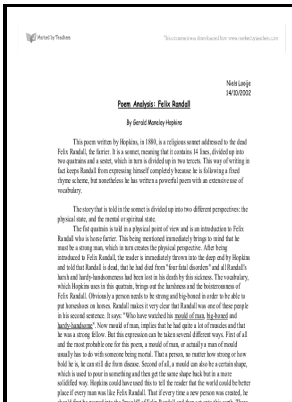 Marked by Teachers
This document is downloaded from www.markedbyteachers.com
Niels Looije
14/10/2002
Poem Analysis: Felix Randall
By Gerald Manelay Hopkins
This poem written by Hopkins, in 1880, is a religious sonnet addressed to the dead
Felix Randall, the farrier. It is a sonnet, meaning that it contains 14 lines, divided up into
two quatrains and a sestet, which in turn is divided up in two tercets. This way of writing in
fact keeps Randall from expressing himself completely because he is following a fixed
rhyme scheme, but nonetheless he has written a powerful poem with an extensive use of
vocabulary.
The story that is told in the sonnet is divided up into two different perspectives: the
physical state, and the mental or spiritual state.
The fist quatrain is told in a physical point of view and is an introduction to Felix
Randall who is horse farrier. This being mentioned immediately brings to mind that he
must be a strong man, which in turn creates the physical perspective. After being
introduced to Felix Randall, the reader is immediately thrown into the deep end by Hopkins
and told that Randall is dead, that he had died from "four fatal disorders" and all Randall's
harsh and hardy-handsomeness had been lost in his death by this sickness. The vocabulary,
which Hopkins uses in this quatrain, brings out the harshness and the boisterousness of
Felix Randall. Obviously a person needs to be strong and big-boned in order to be able to
put horseshoes on horses. Randall makes it very clear that Randall was one of these people
in his second sentence. It says: "Who have watched his mould of man, big-boned and
hardy-handsome". Now mould of man, implies that he had quite a lot of muscles and that
he was a strong fellow. But this expression can be taken several different ways. First of all
and the most probable one for this poem, a mould of man, or actually a man of mould
usually has to do with someone being mortal. That a person, no matter how strong or how
bold he is, he can still die from disease. Second of all, a mould can also be a certain shape,
which is used to pour in something and then get the same shape back but in a more
solidified way. Hopkins could have used this to tell the reader that the world could be better
place if every man was like Felix Randall. That if every time a new person was created, he